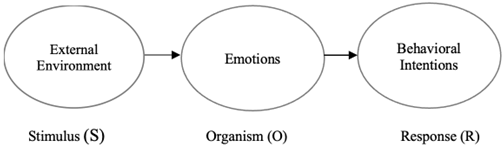 External
Environment
Emotions
Behavioral
Intentions
Stimulus (S)
Organism (O)
Response (R)